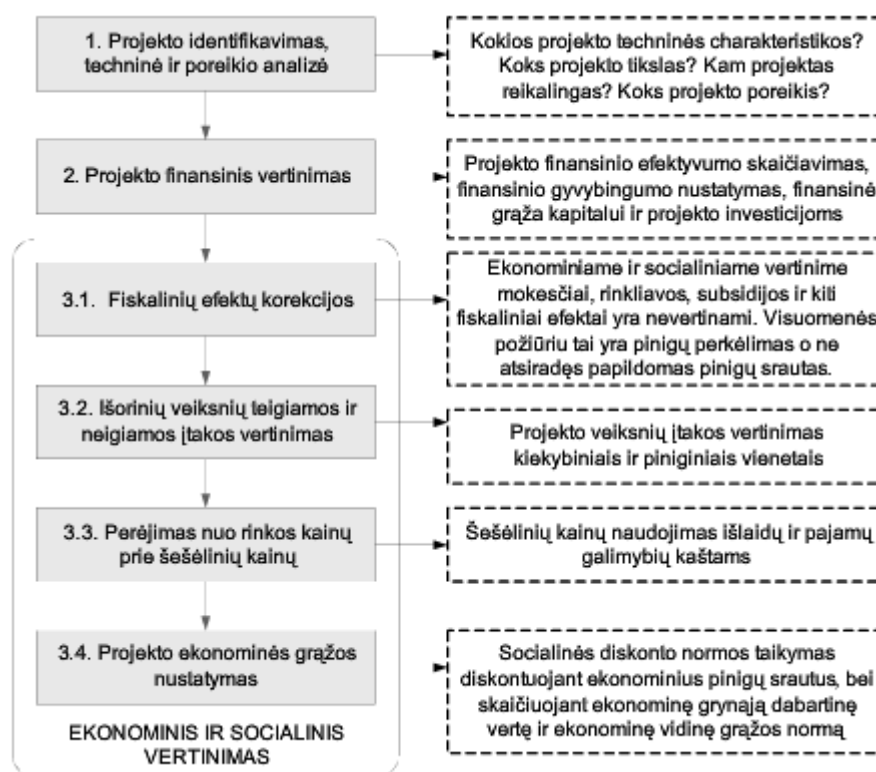 1. Projekto identifikavimas,
techninė ir poreikio analizė
Kokios projekto techninės charakteristikos?
Koks projekto tikslas? Kam projektas
reikalingas? Koks projekto poreikis?
2. Projekto finansinis vertinimas
Projekto finansinio efektyvumo skaičiavimas,
finansinio gyvybingumo nustatymas, finansinė
grąža kapitalui ir projekto investicijoms
3.1. Fiskalinių efektų korekcijos
Ekonominiame ir socialiniame vertinime
mokesčiai, rinkliavos, subsidijos ir kiti
fiskaliniai efektai yra nevertinami. Visuomenės
požiūriu tai yra pinigų perkėlimas o ne
atsiradęs papildomas pinigų srautas.
3.2. Išorinių veiksnių teigiamos ir
neigiamos įtakos vertinimas
Projekto veiksnių įtakos vertinimas
kiekybiniais ir piniginiais vienetais
3.3. Perėjimas nuo rinkos kainų
prie šešėlinių kainų
Šešėlinių kainų naudojimas išlaidų ir pajamų
galimybių kaštams
3.4. Projekto ekonominės grąžos
nustatymas
Socialinės diskonto normos taikymas
diskontuojant ekonominius pinigų srautus, bei
skaičiuojant ekonominę grynąją dabartinę
vertę ir ekonominę vidinę grąžos normą
EKONOMINIS IR SOCIALINIS
VERTINIMAS